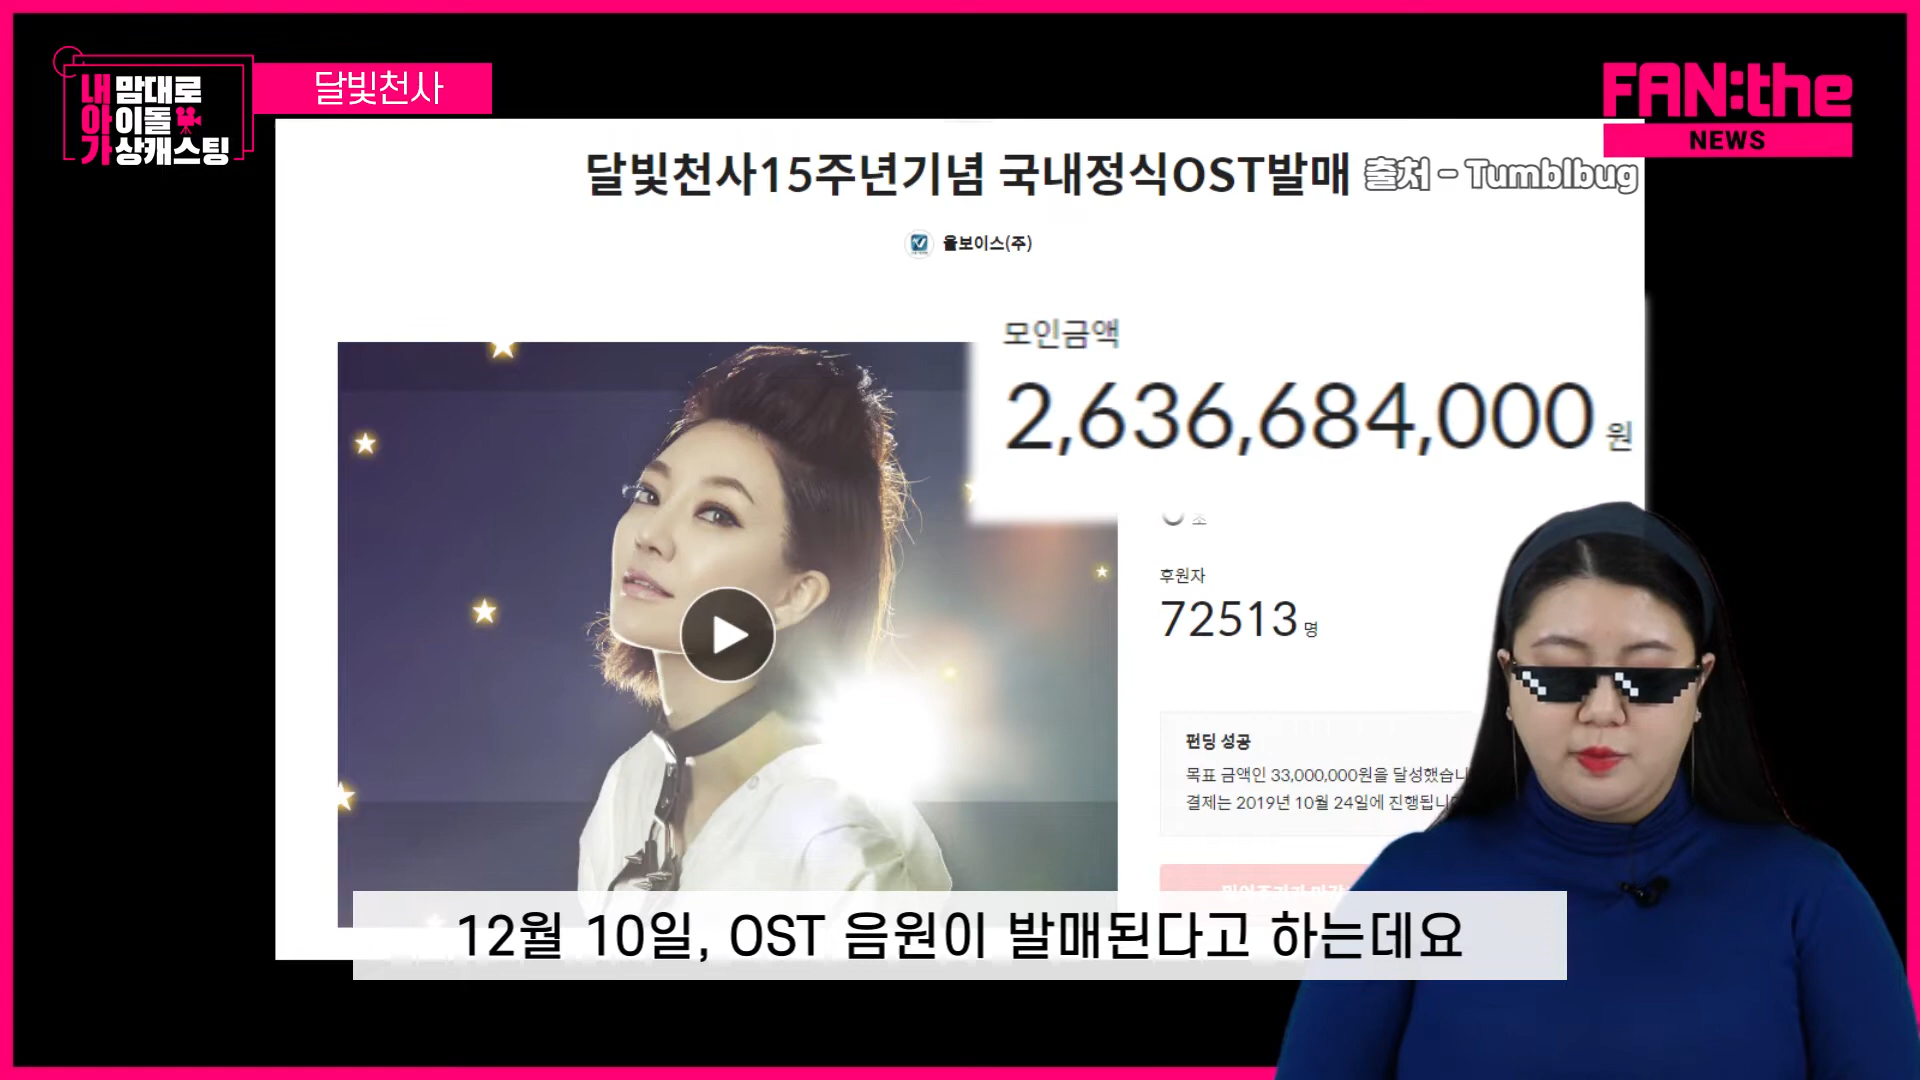 내 맘대로
아 이돌
가 상캐스팅
달빛천사
FAN:the
NEWS
달빛천사15주년기념 국내정식OST발매
출처 - Tumblbug
올보이스(주)
모인금액
2,636,684,000 원
초
후원자
72513 명
펀딩 성공
목표 금액인 33,000,000원을 달성했습니
결제는 2019년 10월 24일에 진행됩니
12월 10일, OST 음원이 발매된다고 하는데요